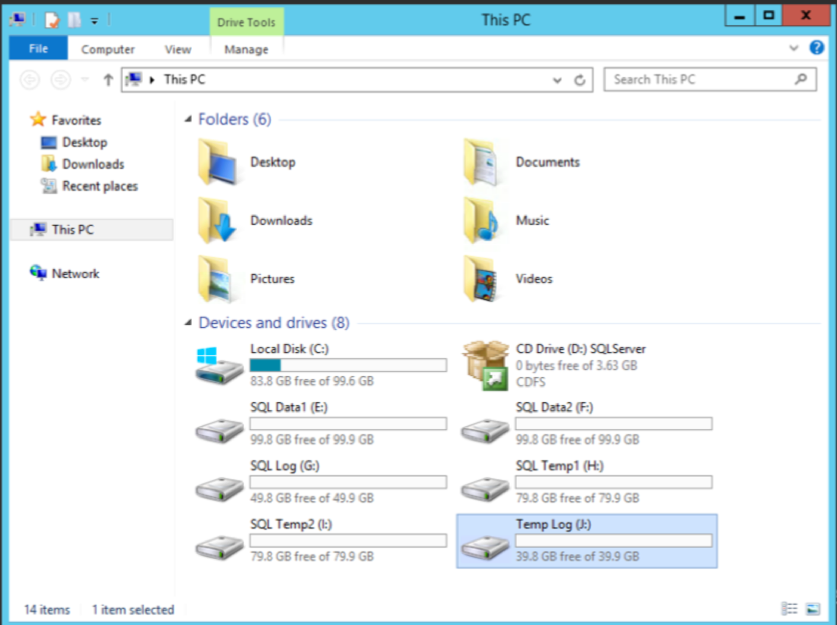 Drive Tools
This PC
File
Computer
View
Manage
This PC
Search This PC
Favorites
Desktop
Downloads
Recent places
This PC
Network
Folders (6)
Desktop
Documents
Downloads
Music
Pictures
Videos
Devices and drives (8)
Local Disk (C:)
83.8 GB free of 99.6 GB
CD Drive (D:) SQLServer
0 bytes free of 3.63 GB
CDFS
SQL Data1 (E:)
99.8 GB free of 99.9 GB
SQL Data2 (F:)
99.8 GB free of 99.9 GB
SQL Log (G:)
49.8 GB free of 49.9 GB
SQL Temp1 (H:)
79.8 GB free of 79.9 GB
SQL Temp2 (I:)
79.8 GB free of 79.9 GB
Temp Log (J:)
39.8 GB free of 39.9 GB
14 items
1 item selected